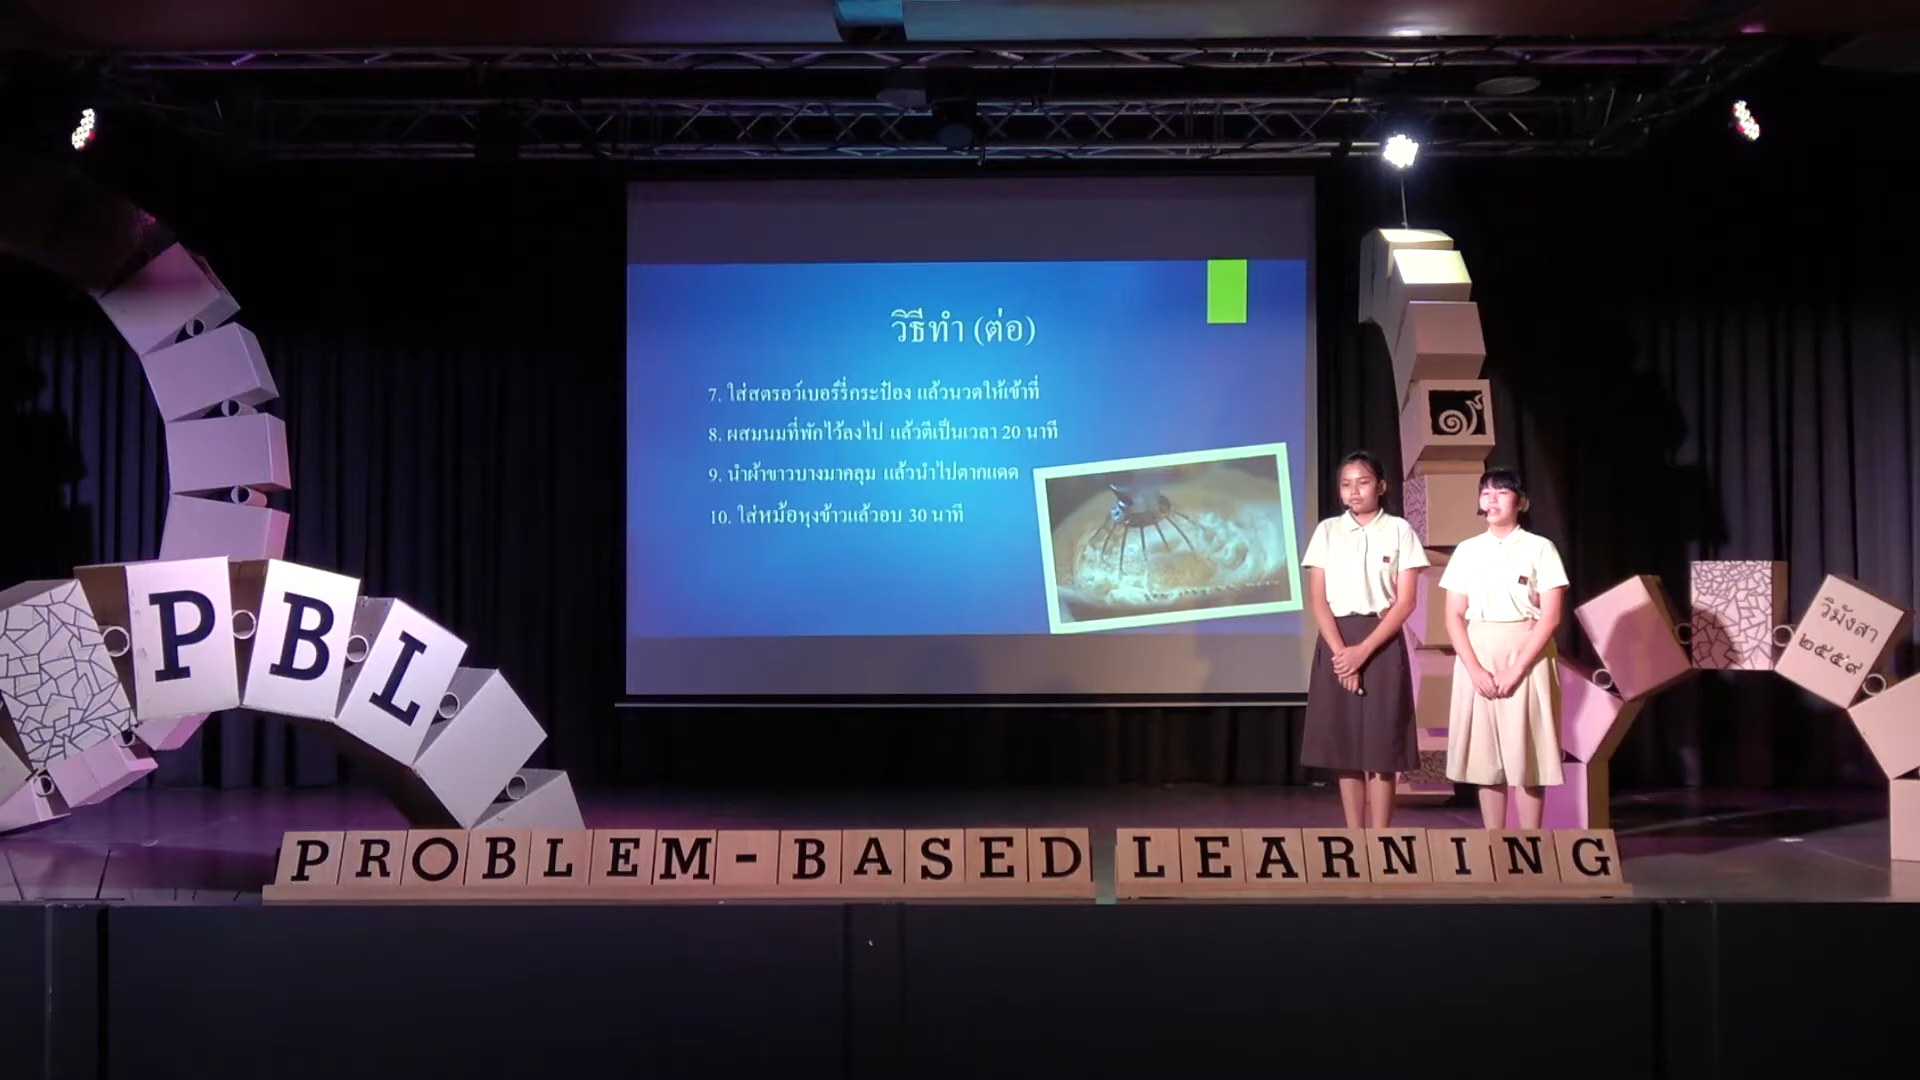 วิธีทำ (ต่อ)
7. ใส่สตรอว์เบอร์รี่กระป๋อง แล้วนวดให้เข้าที่
8. ผสมนมที่พักไว้ลงไป แล้วตีเป็นเวลา 20 นาที
9. นำผ้าขาวบางมาคลุม แล้วนำไปตากแดด
10. ใส่หม้อหุงข้าวแล้วอบ 30 นาที
PBL
วิมังสา
๒๕๕๙
PROBLEM-BASED LEARNING